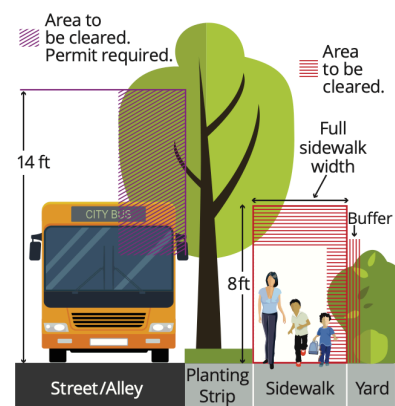 Area to
be cleared.
Permit required.
Area
to be
cleared.
Full
sidewalk
width
14 ft
CITY BUS
Buffer
8ft
Street/Alley
Planting
Strip
Sidewalk
Yard